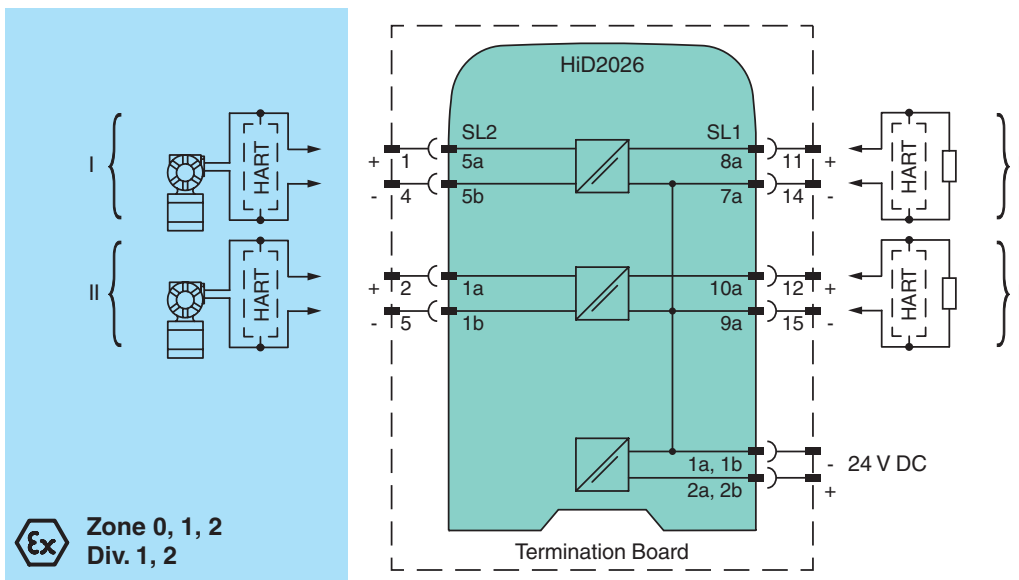 HiD2026
SL2 SL1
I
HART
+ 1 5a 8a 11 +
- 4 5b 7a 14 -
HART
II
HART
+ 2 1a 10a 12 +
- 5 1b 9a 15 -
HART
1a, 1b - 24 V DC
2a, 2b +
Ex Zone 0, 1, 2
Div. 1, 2
Termination Board